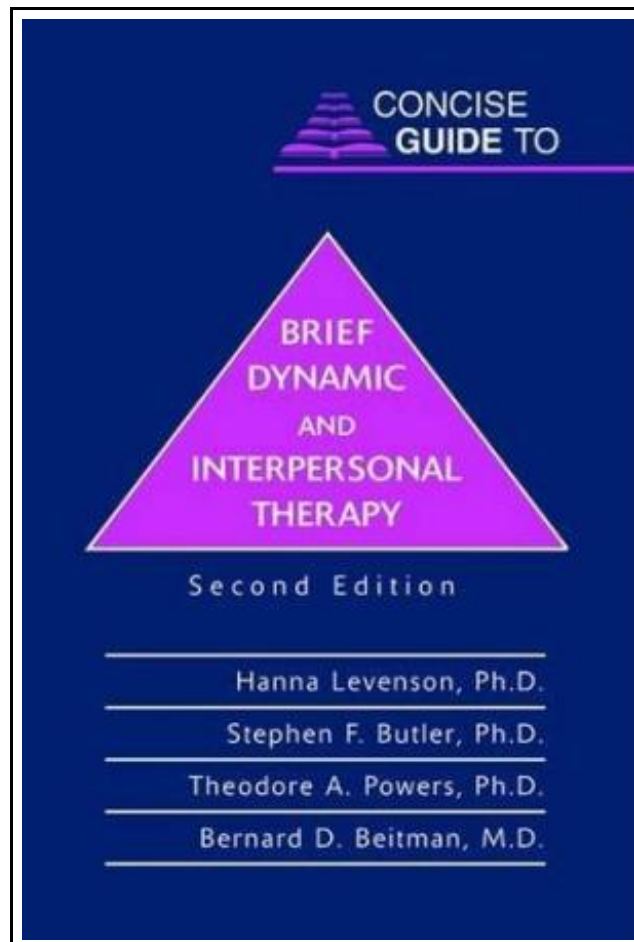 CONCISE
GUIDE TO
BRIEF
DYNAMIC
AND
INTERPERSONAL
THERAPY
Second Edition
Hanna Levenson, Ph.D.
Stephen F. Butler, Ph.D.
Theodore A. Powers, Ph.D.
Bernard D. Beitman, M.D.